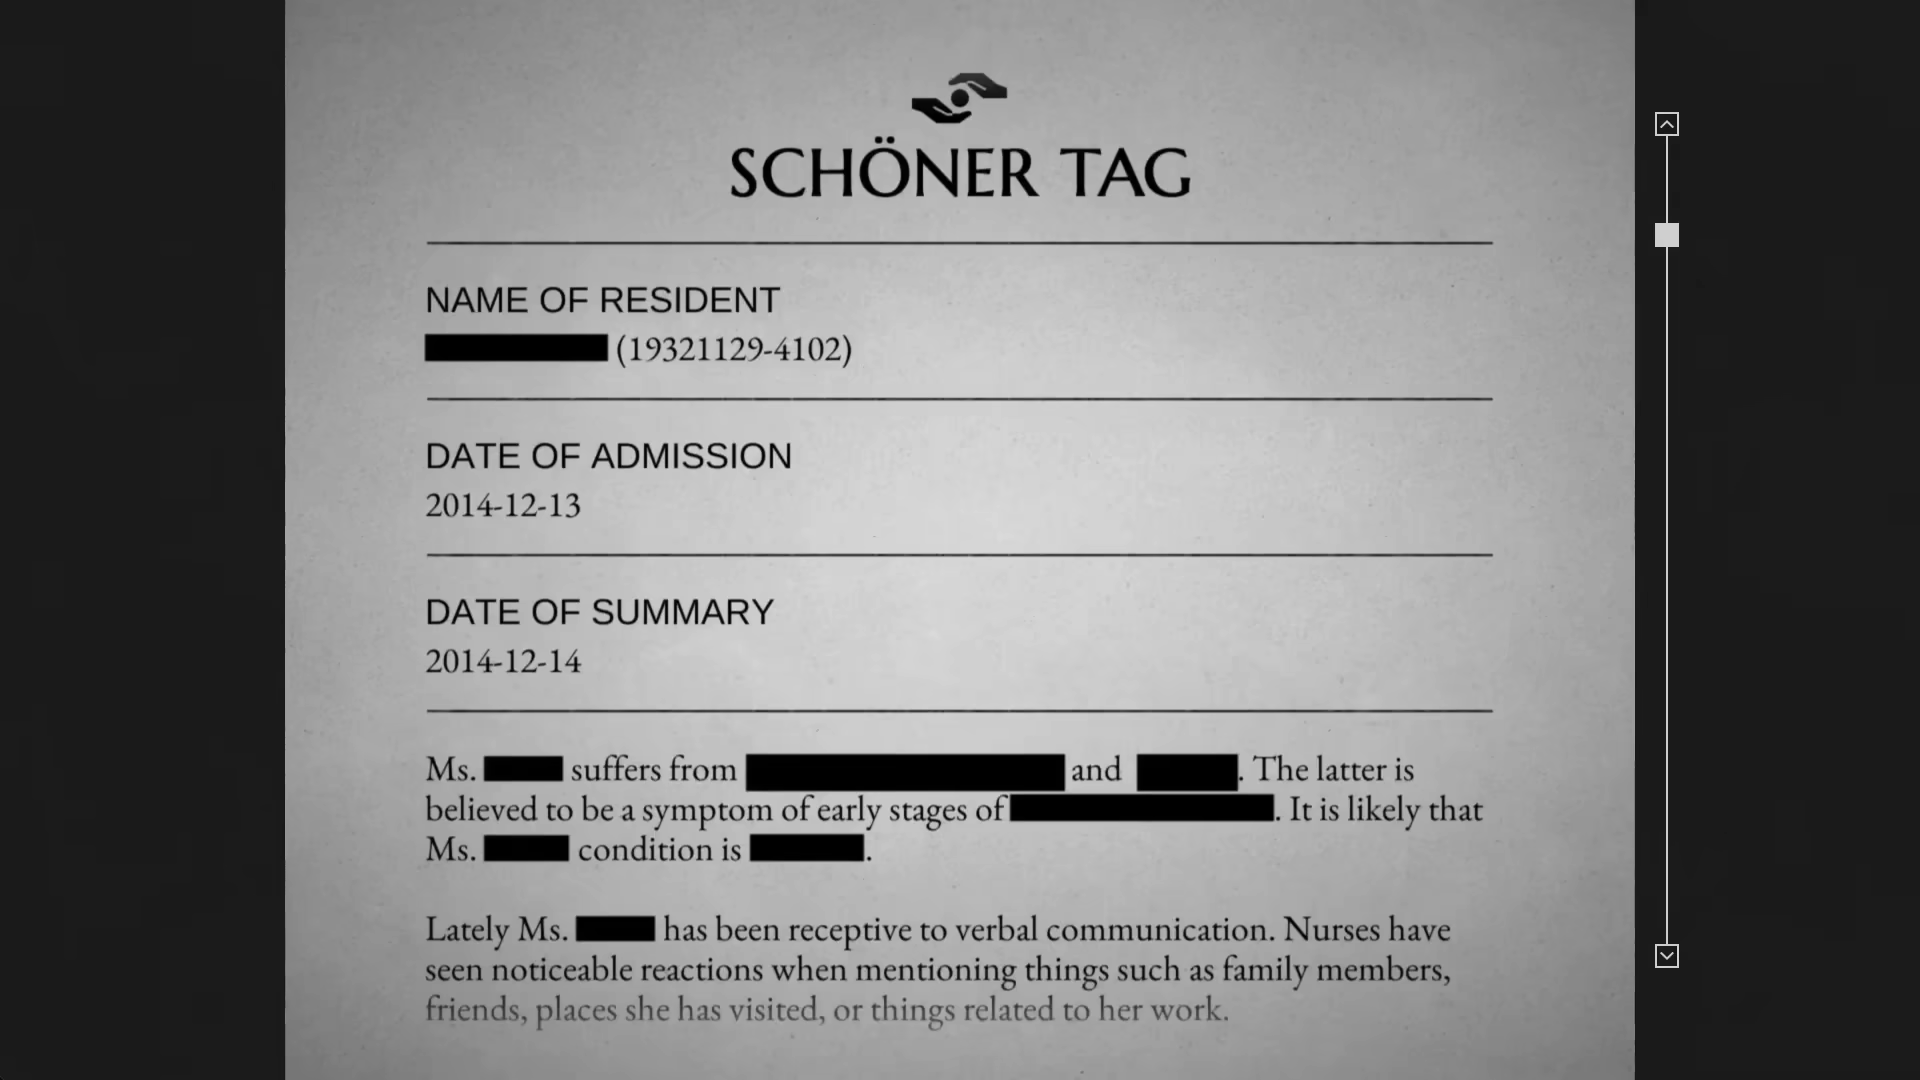 SCHÖNER TAG
NAME OF RESIDENT
(19321129-4102)
DATE OF ADMISSION
2014-12-13
DATE OF SUMMARY
2014-12-14
Ms. suffers from and . The latter is
believed to be a symptom of early stages of . It is likely that
Ms. condition is .
Lately Ms. has been receptive to verbal communication. Nurses have
seen noticeable reactions when mentioning things such as family members,
friends, places she has visited, or things related to her work.